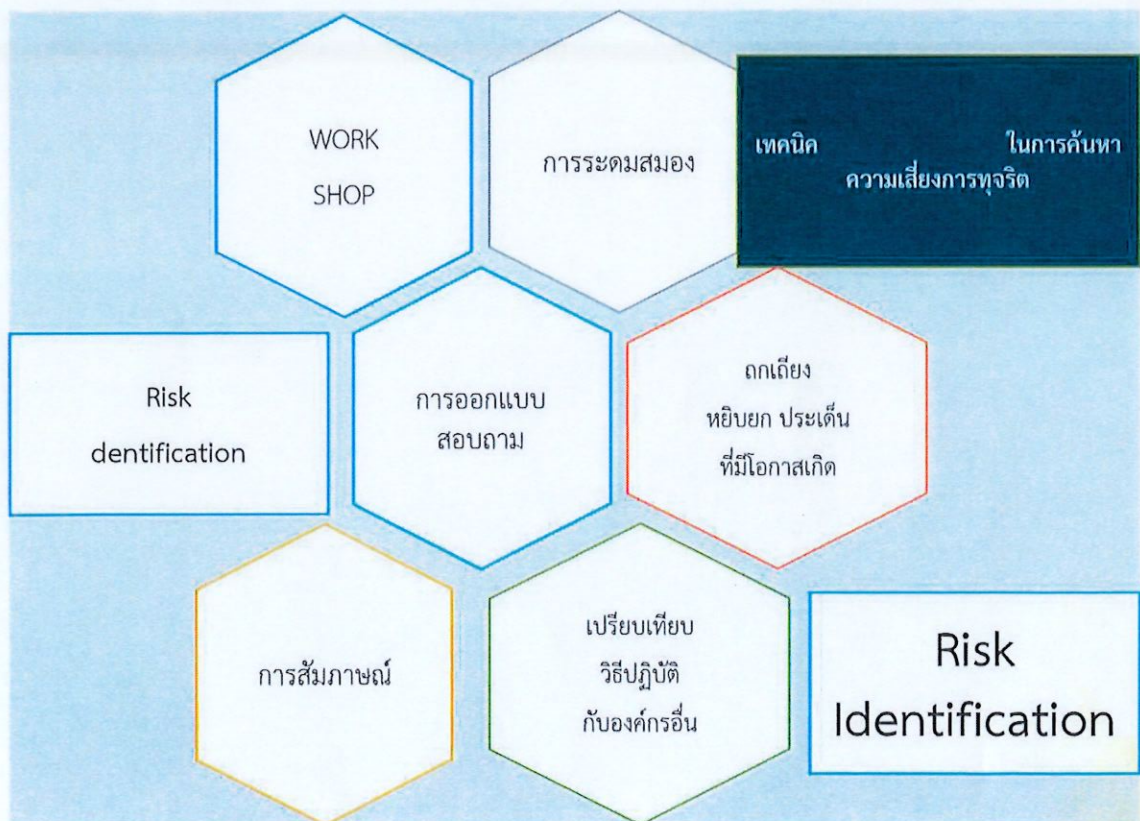 WORK
SHOP
การระดมสมอง
เทคนิค ในการค้นหา
ความเสี่ยงการทุจริต
Risk
dentification
การออกแบบ
สอบถาม
ถกเถียง
หยิบยก ประเด็น
ที่มีโอกาสเกิด
การสัมภาษณ์
เปรียบเทียบ
วิธีปฏิบัติ
กับองค์กรอื่น
Risk
Identification